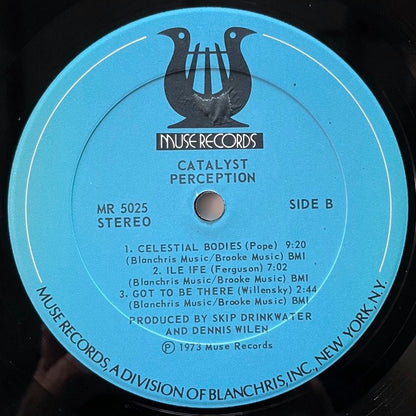 MUSE RECORDS
CATALYST
PERCEPTION
MR 5025
STEREO
SIDE B
1. CELESTIAL BODIES (Pope) 9:20
(Blanchris Music/Brooke Music) BMI
2. ILE IFE (Ferguson) 7:02
(Blanchris Music/Brooke Music) BMI
3. GOT TO BE THERE (Willensky) 2:44
(Blanchris Music/Brooke Music) BMI
PRODUCED BY SKIP DRINKWATER
AND DENNIS WILEN
Ⓟ 1973 Muse Records
MUSE RECORDS, A DIVISION OF BLANCHRIS, INC., NEW YORK, N.Y.